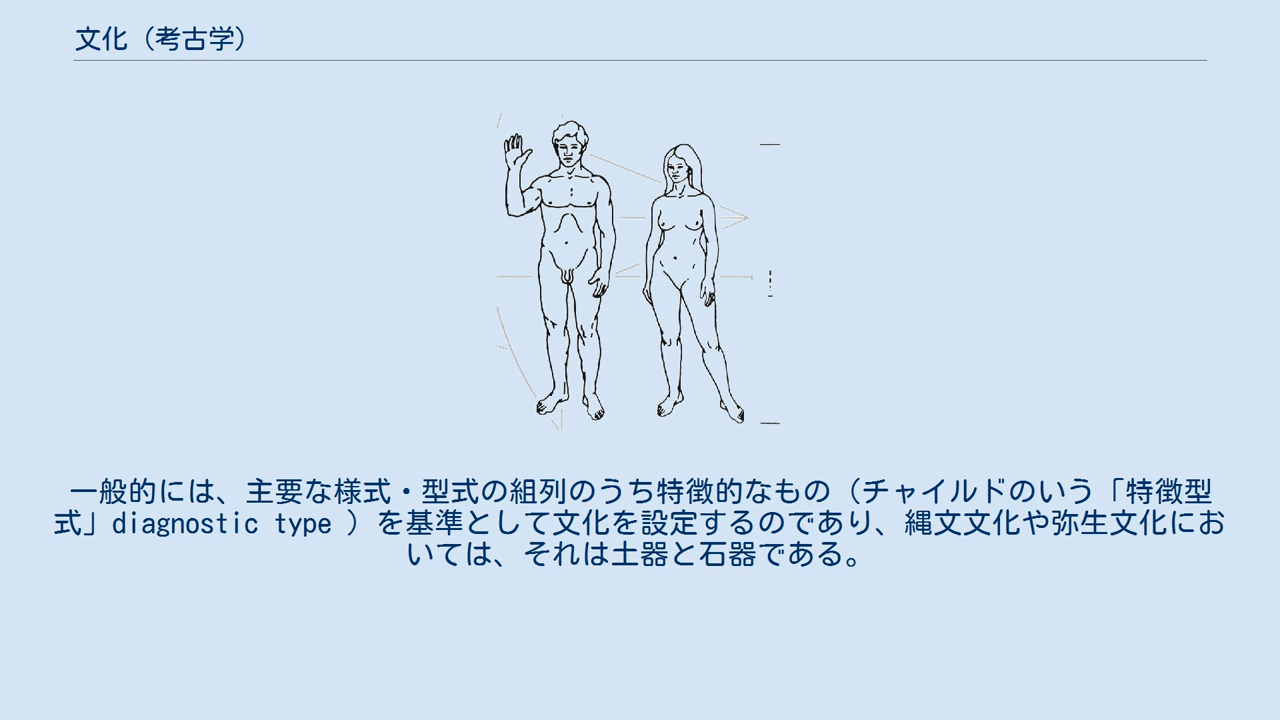 文化（考古学）
一般的には、主要な様式・型式の組列のうち特徴的なもの（チャイルドのいう「特徴型
式」diagnostic type ）を基準として文化を設定するのであり、縄文文化や弥生文化にお
いては、それは土器と石器である。